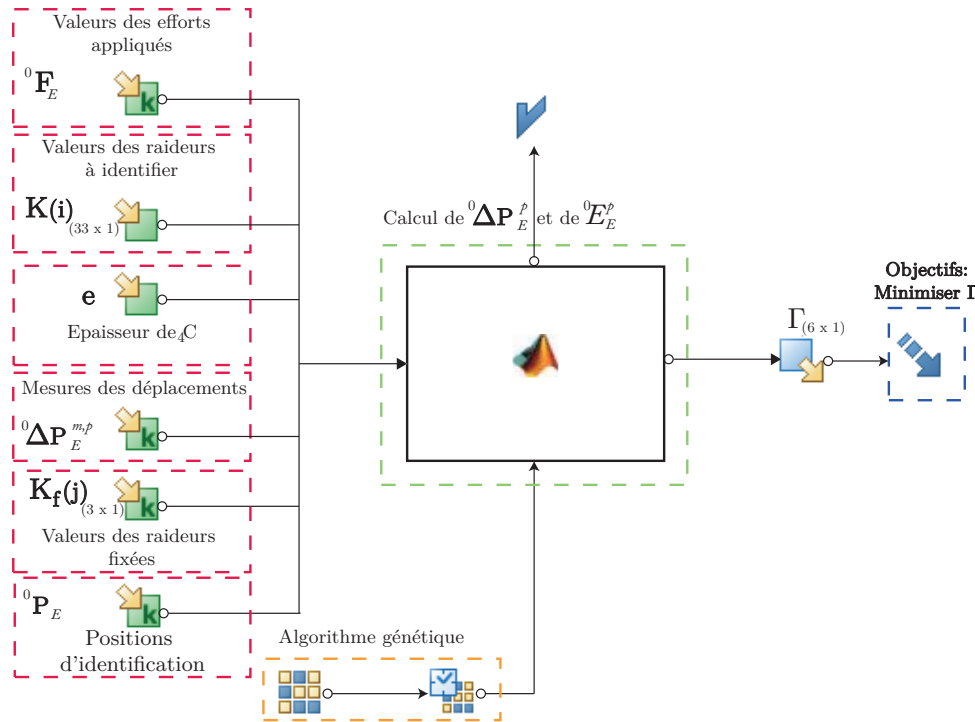 Valeurs des efforts
appliqués
⁰F_E
k
Valeurs des raideurs
à identifier
K(i)(33 x 1)
e
Epaisseur de₄C
Mesures des déplacements
⁰ΔP_E^{m,p}
k
K_f(j)(3 x 1)
k
Valeurs des raideurs
fixées
⁰P_E
k
Positions
d'identification
Calcul de ⁰ΔP_E^p et de ⁰E_E^p
Algorithme génétique
Γ(6 x 1)
Objectifs:
Minimiser Γ